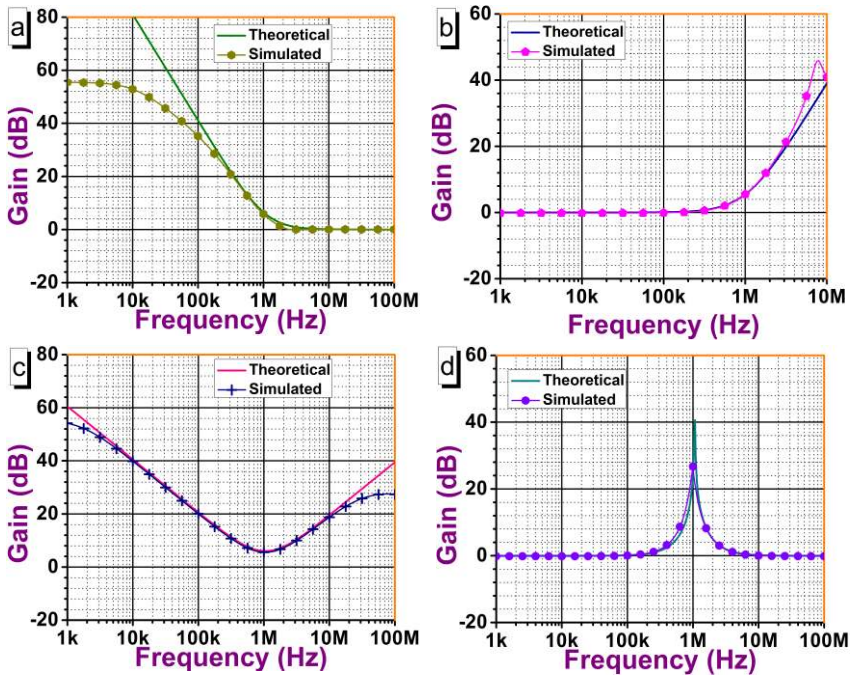 a
80
60
40
20
0
-20
Gain (dB)
Theoretical
Simulated
1k 10k 100k 1M 10M 100M
Frequency (Hz)
b
60
40
20
0
-20
Gain (dB)
Theoretical
Simulated
1k 10k 100k 1M 10M
Frequency (Hz)
c
80
60
40
20
0
-20
Gain (dB)
Theoretical
Simulated
1k 10k 100k 1M 10M 100M
Frequency (Hz)
d
60
40
20
0
-20
Gain (dB)
Theoretical
Simulated
1k 10k 100k 1M 10M 100M
Frequency (Hz)